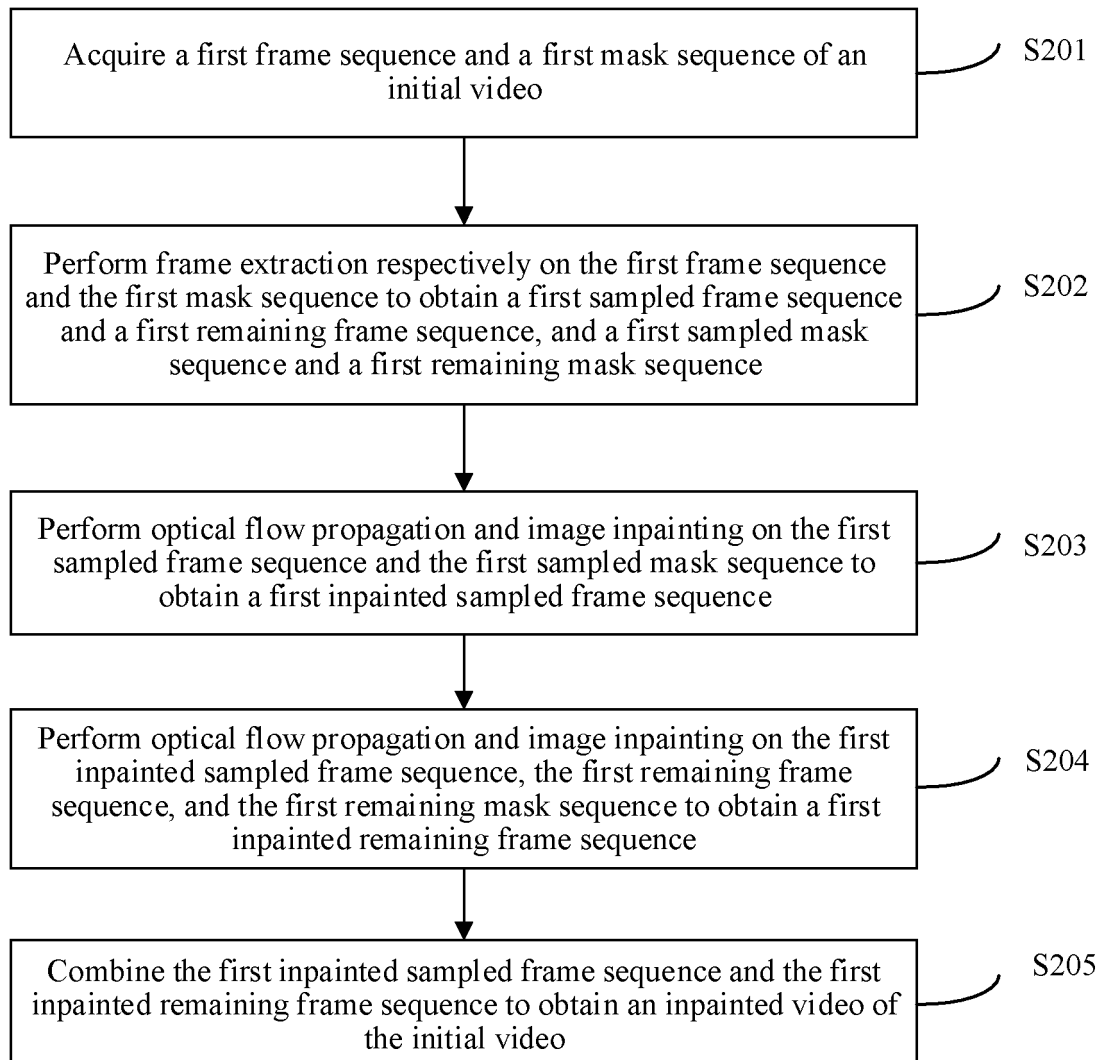 Acquire a first frame sequence and a first mask sequence of an
initial video
S201
Perform frame extraction respectively on the first frame sequence
and the first mask sequence to obtain a first sampled frame sequence
and a first remaining frame sequence, and a first sampled mask
sequence and a first remaining mask sequence
S202
Perform optical flow propagation and image inpainting on the first
sampled frame sequence and the first sampled mask sequence to
obtain a first inpainted sampled frame sequence
S203
Perform optical flow propagation and image inpainting on the first
inpainted sampled frame sequence, the first remaining frame
sequence, and the first remaining mask sequence to obtain a first
inpainted remaining frame sequence
S204
Combine the first inpainted sampled frame sequence and the first
inpainted remaining frame sequence to obtain an inpainted video of
the initial video
S205